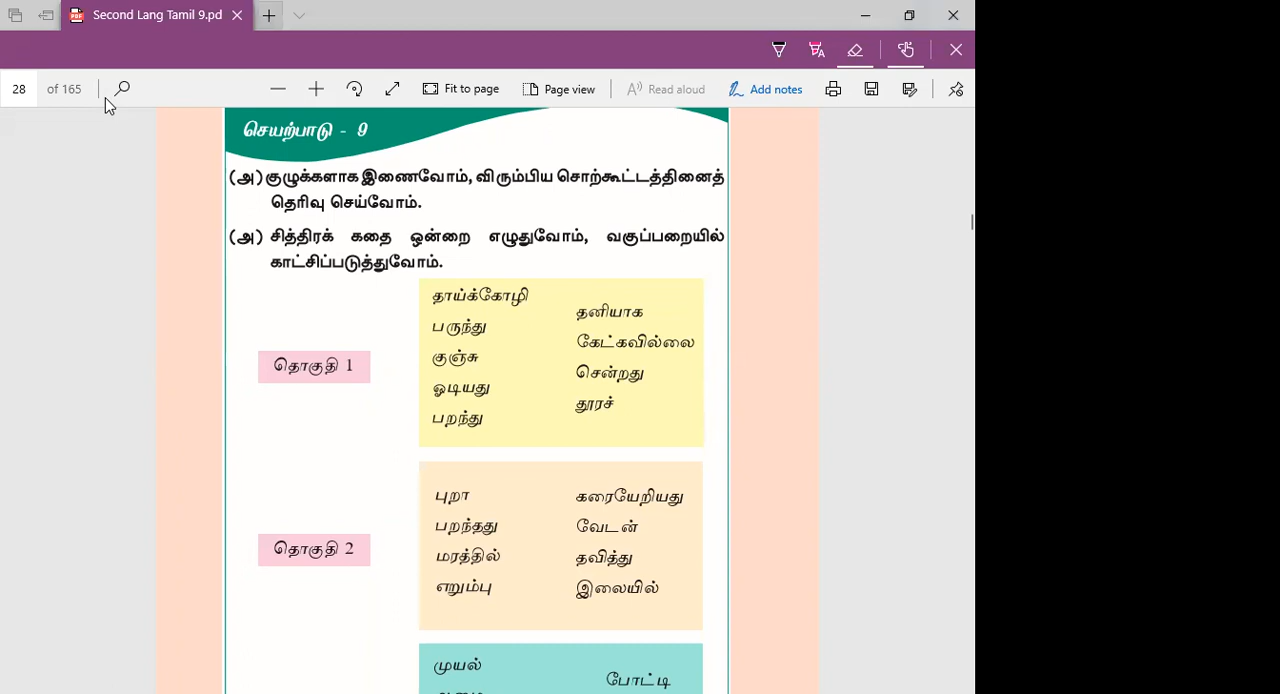 Second Lang Tamil 9.pd
28 of 165
Fit to page
Page view
Read aloud
Add notes
செயற்பாடு - 9
(அ) குழுக்களாக இணைவோம், விரும்பிய சொற்கூட்டத்தினைத்
தெரிவு செய்வோம்.
(அ) சித்திரக் கதை ஒன்றை எழுதுவோம், வகுப்பறையில்
காட்சிப்படுத்துவோம்.
தொகுதி 1
தாய்க்கோழி
பருந்து
குஞ்சு
ஓடியது
பறந்து
தனியாக
கேட்கவில்லை
சென்றது
தூரச்
தொகுதி 2
புறா
பறந்தது
மரத்தில்
எறும்பு
கரையேறியது
வேடன்
தவித்து
இலையில்
முயல்
போட்டி